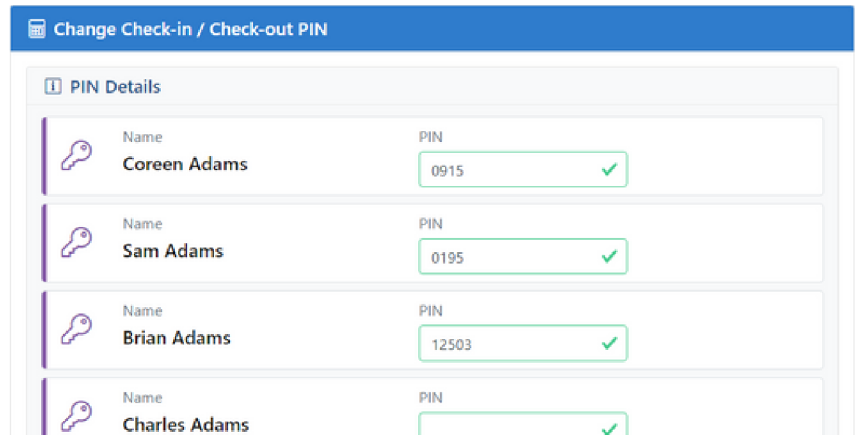 Change Check-in / Check-out PIN
PIN Details
Name PIN
Coreen Adams 0915
Name PIN
Sam Adams 0195
Name PIN
Brian Adams 12503
Name PIN
Charles Adams